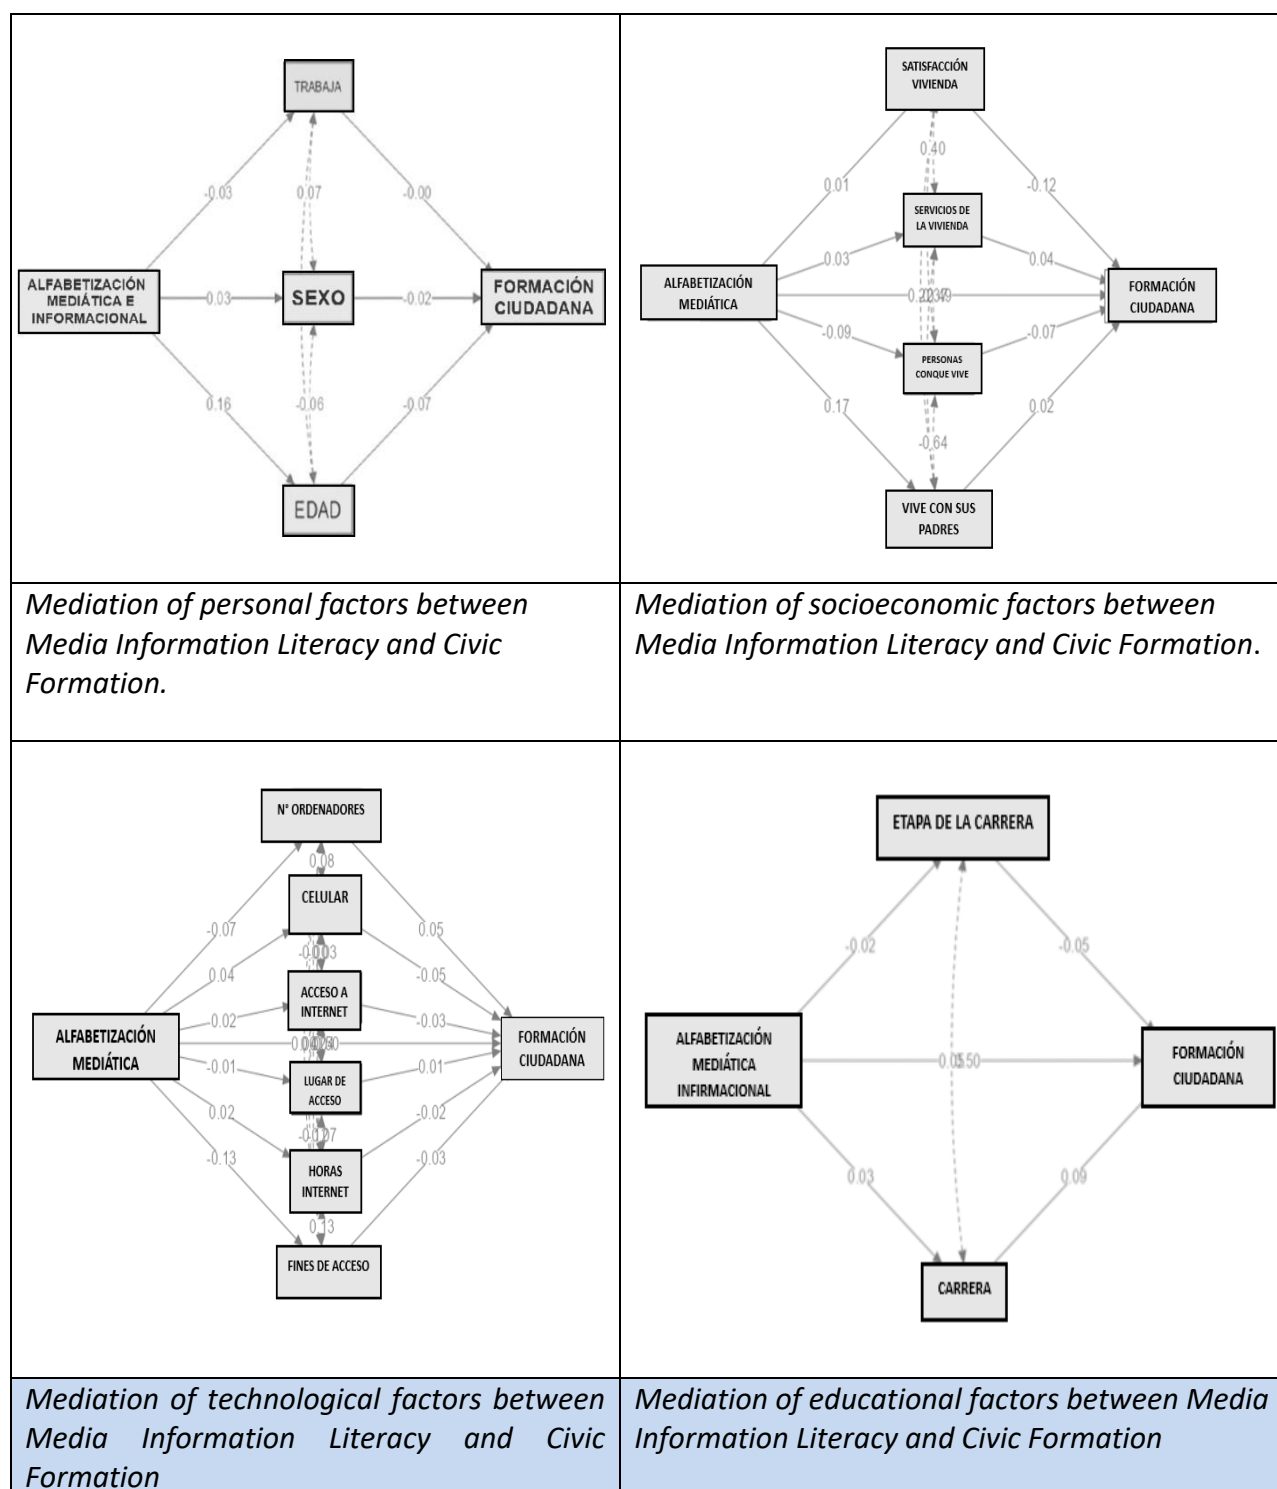 TRABAJA
-0.03
0.07
-0.00
ALFABETIZACIÓN
MEDIÁTICA E
INFORMACIONAL
0.03
SEXO
-0.02
FORMACIÓN
CIUDADANA
0.16
-0.06
-0.07
EDAD
SATISFACCIÓN
VIVIENDA
0.40
0.01
-0.12
SERVICIOS DE
LA VIVIENDA
0.03
0.04
ALFABETIZACIÓN
MEDIÁTICA
FORMACIÓN
CIUDADANA
-0.09
-0.07
PERSONAS
CONQUE VIVE
0.17
0.02
-0.64
VIVE CON SUS
PADRES
Mediation of personal factors between
Media Information Literacy and Civic
Formation.
Mediation of socioeconomic factors between
Media Information Literacy and Civic Formation.
N° ORDENADORES
0.08
CELULAR
-0.07
0.05
0.04
-0.05
ACCESO A
INTERNET
-0.02
-0.03
ALFABETIZACIÓN
MEDIÁTICA
FORMACIÓN
CIUDADANA
-0.01
0.01
LUGAR DE
ACCESO
0.02
-0.02
-0.13
-0.03
HORAS
INTERNET
0.13
FINES DE ACCESO
ETAPA DE LA CARRERA
-0.02
-0.05
ALFABETIZACIÓN
MEDIÁTICA
INFIRMACIONAL
FORMACIÓN
CIUDADANA
0.03
0.09
CARRERA
Mediation of technological factors between
Media Information Literacy and Civic
Formation
Mediation of educational factors between Media
Information Literacy and Civic Formation